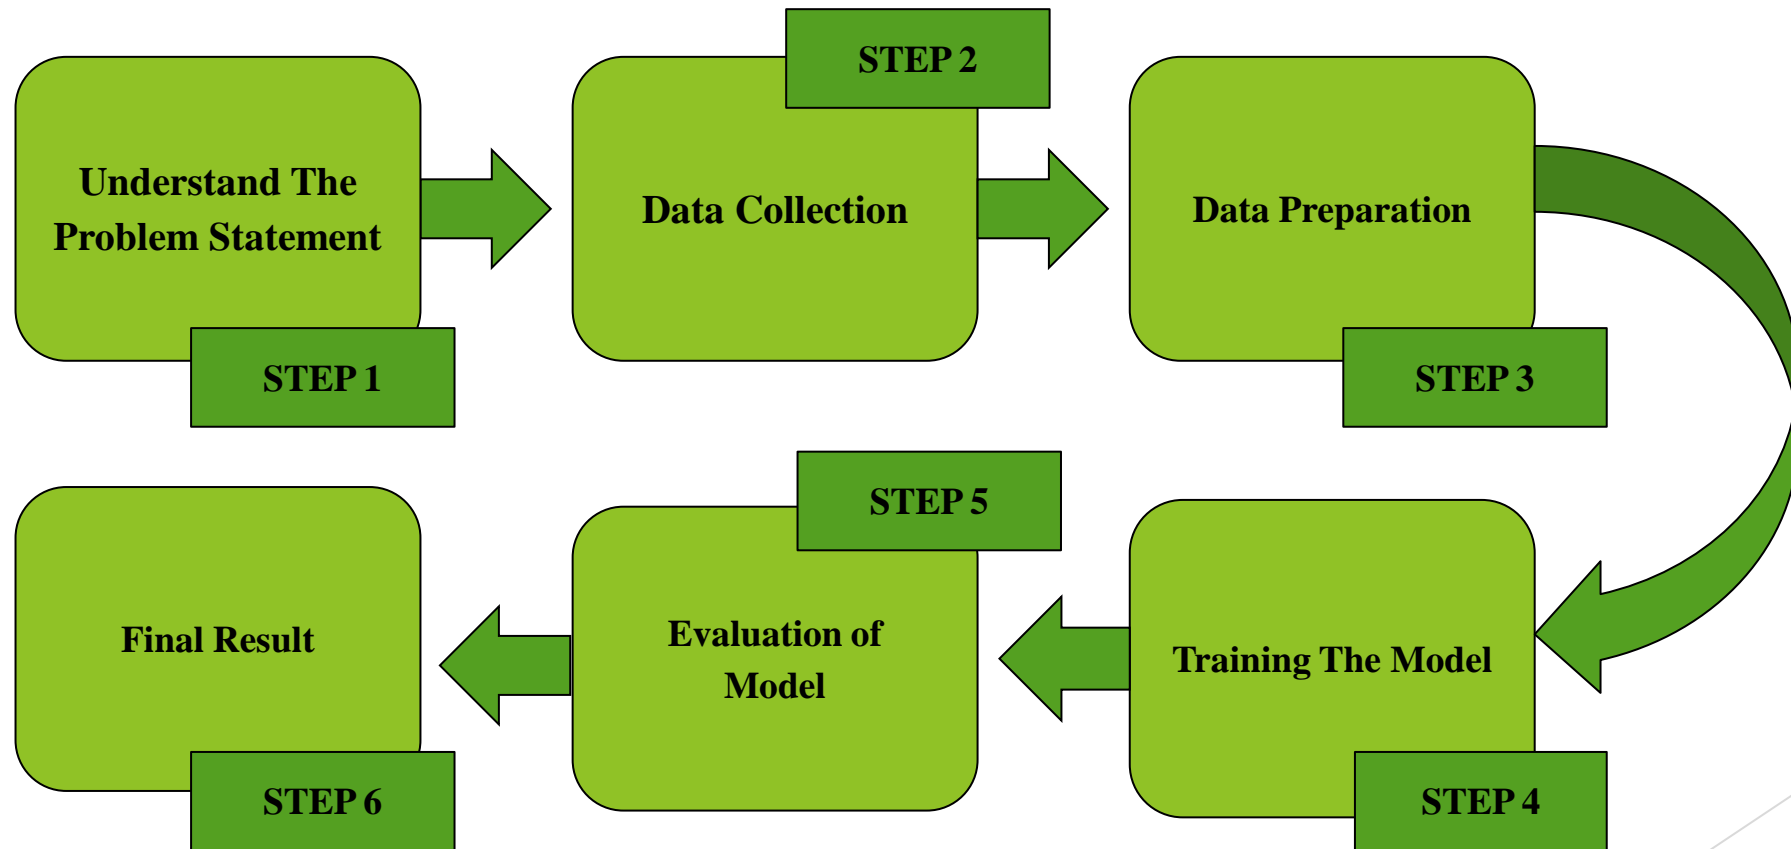 Understand The
Problem Statement
STEP 1
STEP 2
Data Collection
Data Preparation
STEP 3
Training The Model
STEP 4
STEP 5
Evaluation of
Model
Final Result
STEP 6